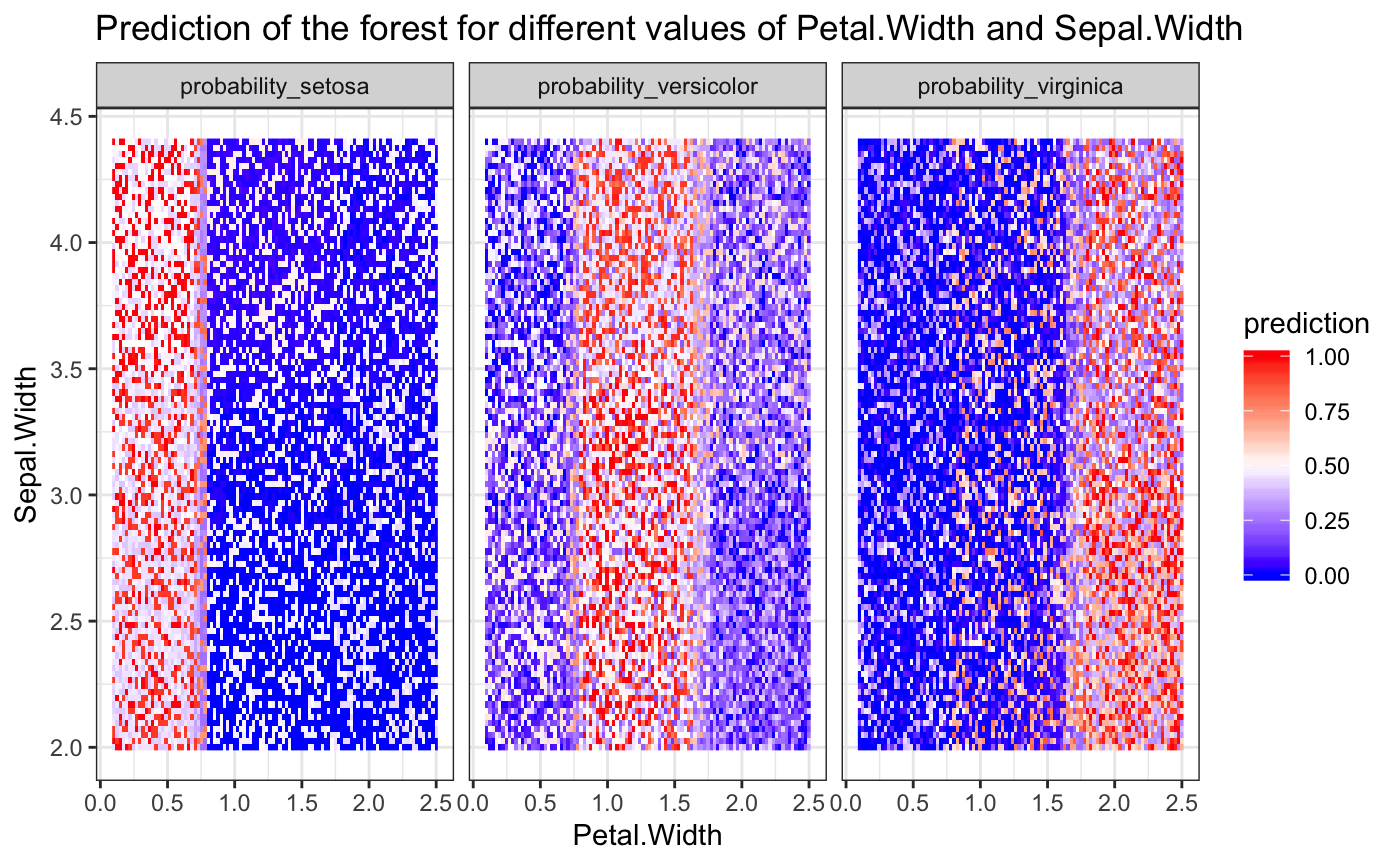 Prediction of the forest for different values of Petal.Width and Sepal.Width
probability_setosa probability_versicolor probability_virginica
4.5
4.0
3.5
3.0
2.5
2.0
Sepal.Width
0.0 0.5 1.0 1.5 2.0 2.5 0.0 0.5 1.0 1.5 2.0 2.5 0.0 0.5 1.0 1.5 2.0 2.5
Petal.Width
prediction
1.00
0.75
0.50
0.25
0.00